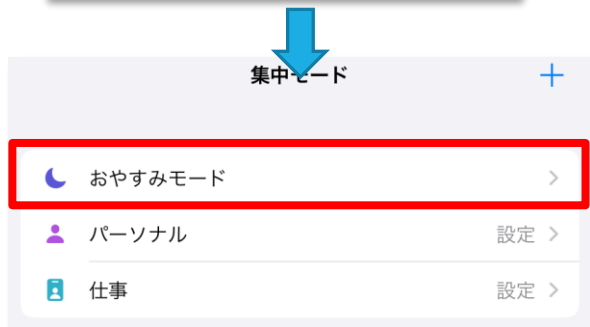 集中モード
おやすみモード
パーソナル 設定
仕事 設定